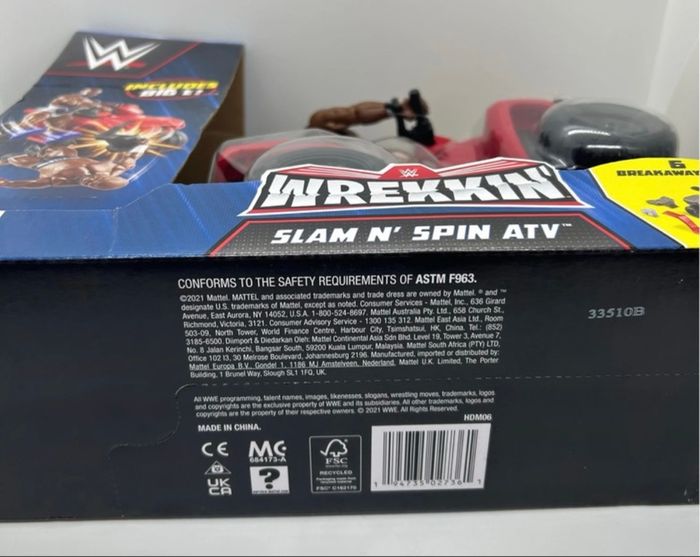 W
INCLUDES
BIG E!
W
6
BREAKAWAY
WREKKIN'
SLAM N' SPIN ATV™
CONFORMS TO THE SAFETY REQUIREMENTS OF ASTM F963.
©2021 Mattel. MATTEL and associated trademarks and trade dress are owned by Mattel. ® and ™
designate U.S. trademarks of Mattel, except as noted. Consumer Services - Mattel, Inc., 636 Girard
Avenue, East Aurora, NY 14052, U.S.A. 1-800-524-8697. Mattel Australia Pty. Ltd., 658 Church St.,
Richmond, Victoria, 3121. Consumer Advisory Service - 1300 135 312. Mattel East Asia Ltd., Room
503-09, North Tower, World Finance Centre, Harbour City, Tsimshatsui, HK, China. Tel.: (852)
3185-6500. Diimport & Diedarkan Oleh: Mattel Continental Asia Sdn Bhd. Level 19, Tower 3, Avenue 7,
No. 8 Jalan Kerinchi, Bangsar South, 59200 Kuala Lumpur, Malaysia. Mattel South Africa (PTY) LTD,
Office 102 I3, 30 Melrose Boulevard, Johannesburg 2196. Manufactured, imported or distributed by:
Mattel Europa B.V., Gondel 1, 1186 MJ Amstelveen, Nederland. Mattel U.K. Limited, The Porter
Building, 1 Brunel Way, Slough SL1 1FQ, UK.
33510B
All WWE programming, talent names, images, likenesses, slogans, wrestling moves, trademarks, logos
and copyrights are the exclusive property of WWE and its subsidiaries. All other trademarks, logos and
copyrights are the property of their respective owners. © 2021 WWE. All Rights Reserved.
HDM06
MADE IN CHINA.
CE
MC
684173-A
UK
CA
?
FSC
RECYCLED
FSC® C102170
1 94735 02736 1